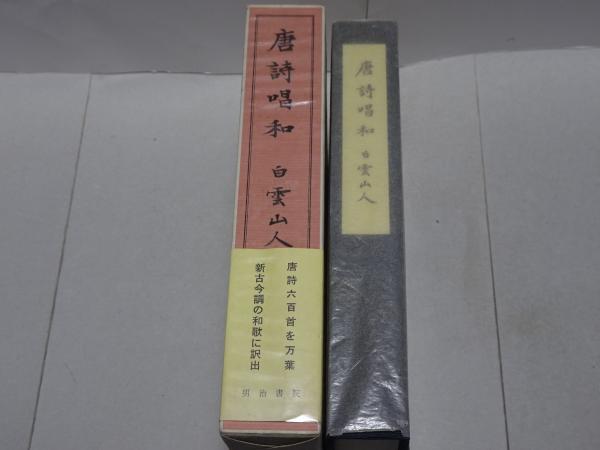 唐詩唱和 白雲山人
唐詩六百首を万葉
新古今調の和歌に訳出
明治書院
唐詩唱和 白雲山人